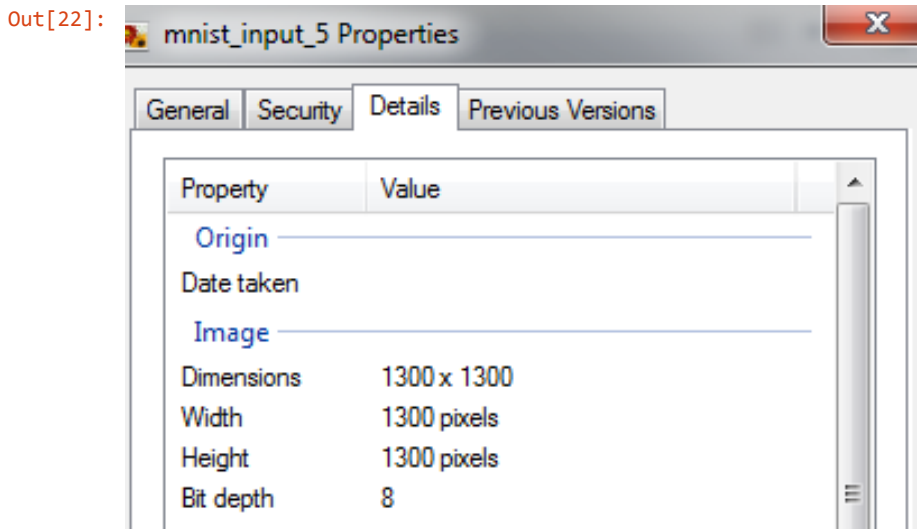 Out[22]:
mnist_input_5 Properties
General Security Details Previous Versions
Property Value
Origin
Date taken
Image
Dimensions 1300 x 1300
Width 1300 pixels
Height 1300 pixels
Bit depth 8